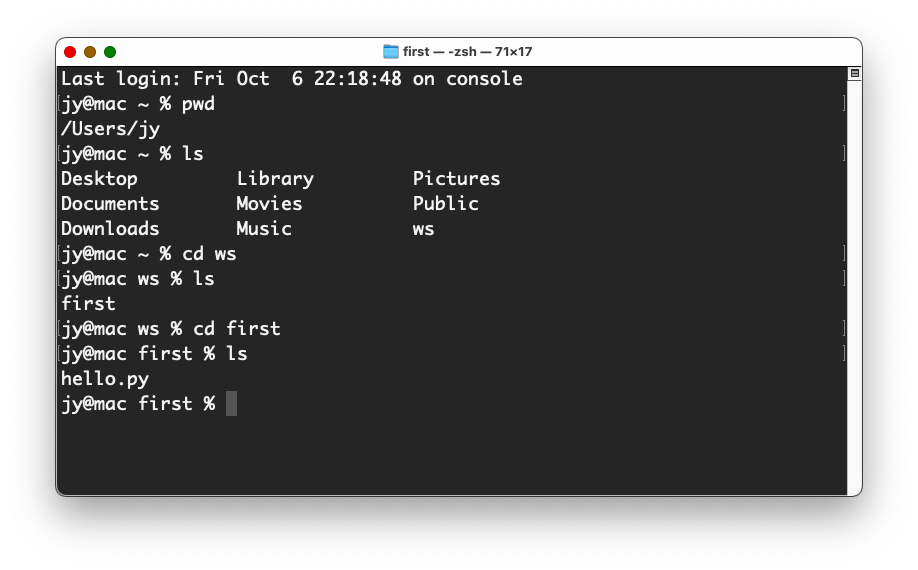 first — -zsh — 71×17
Last login: Fri Oct  6 22:18:48 on console
jy@mac ~ % pwd
/Users/jy
jy@mac ~ % ls
Desktop         Library         Pictures
Documents       Movies          Public
Downloads       Music           ws
jy@mac ~ % cd ws
jy@mac ws % ls
first
jy@mac ws % cd first
jy@mac first % ls
hello.py
jy@mac first %